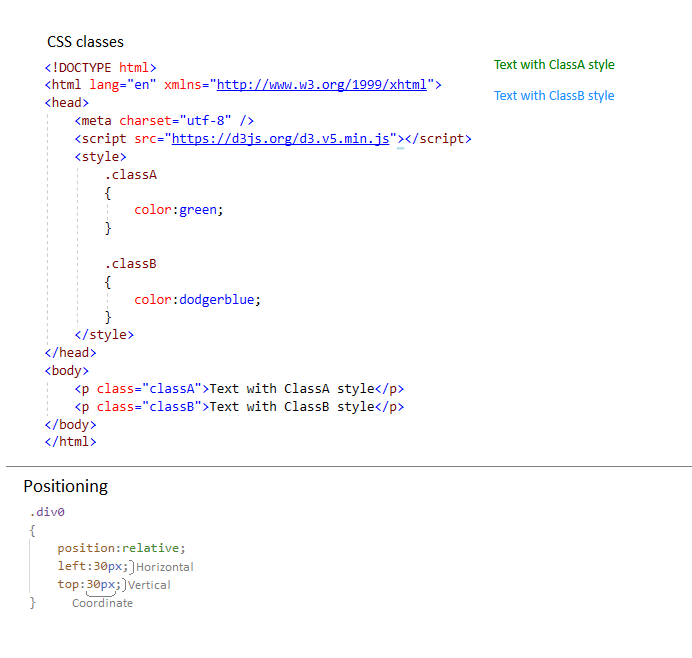 CSS classes
<!DOCTYPE html>
<html lang="en" xmlns="http://www.w3.org/1999/xhtml">
<head>
<meta charset="utf-8" />
<script src="https://d3js.org/d3.v5.min.js"></script>
<style>
.classA
{
color:green;
}
.classB
{
color:dodgerblue;
}
</style>
</head>
<body>
<p class="classA">Text with ClassA style</p>
<p class="classB">Text with ClassB style</p>
</body>
</html>
Text with ClassA style
Text with ClassB style
Positioning
.div0
{
position:relative;
left:30px; Horizontal
top:30px; Vertical
} Coordinate